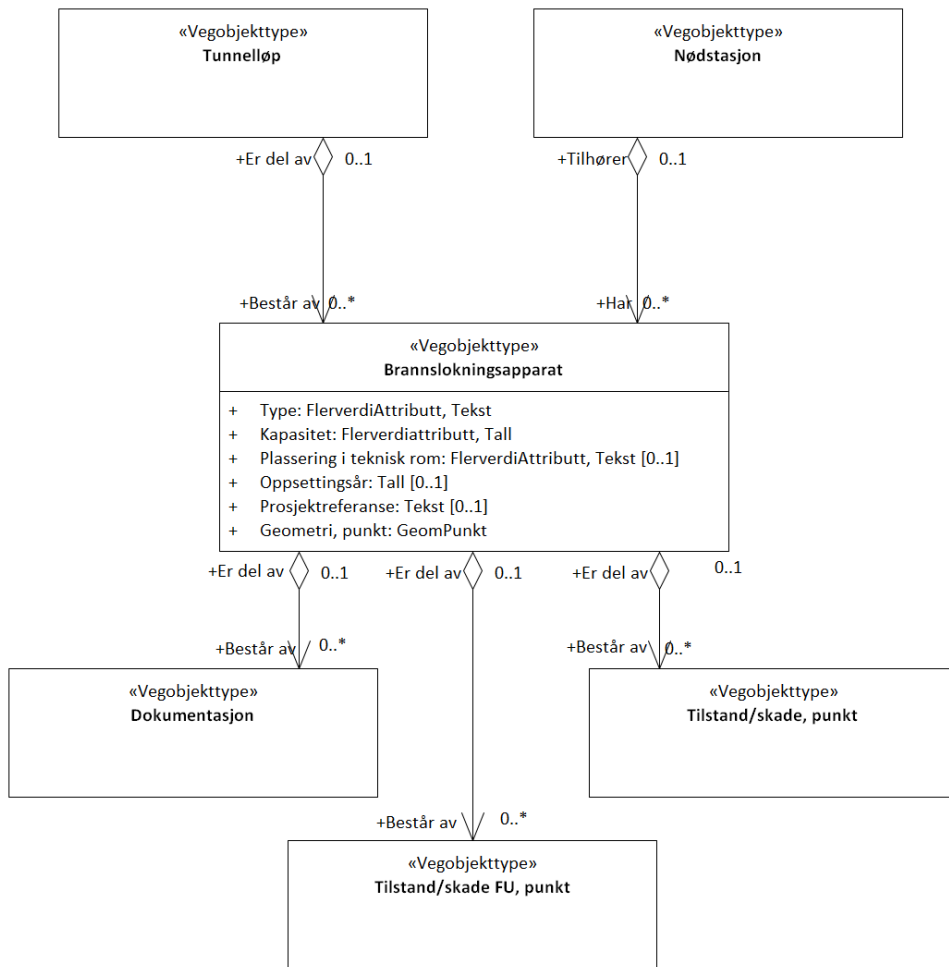 «Vegobjekttype»
Tunnelløp
«Vegobjekttype»
Nødstasjon
+Er del av 0..1
+Tilhører 0..1
+Består av 0..*
+Har 0..*
«Vegobjekttype»
Brannslokningsapparat
+ Type: FlerverdiAttributt, Tekst
+ Kapasitet: Flerverdiattributt, Tall
+ Plassering i teknisk rom: FlerverdiAttributt, Tekst [0..1]
+ Oppsettingsår: Tall [0..1]
+ Prosjektreferanse: Tekst [0..1]
+ Geometri, punkt: GeomPunkt
+Er del av 0..1
+Er del av 0..1
+Er del av 0..1
+Består av 0..*
+Består av 0..*
«Vegobjekttype»
Dokumentasjon
«Vegobjekttype»
Tilstand/skade, punkt
+Består av 0..*
«Vegobjekttype»
Tilstand/skade FU, punkt